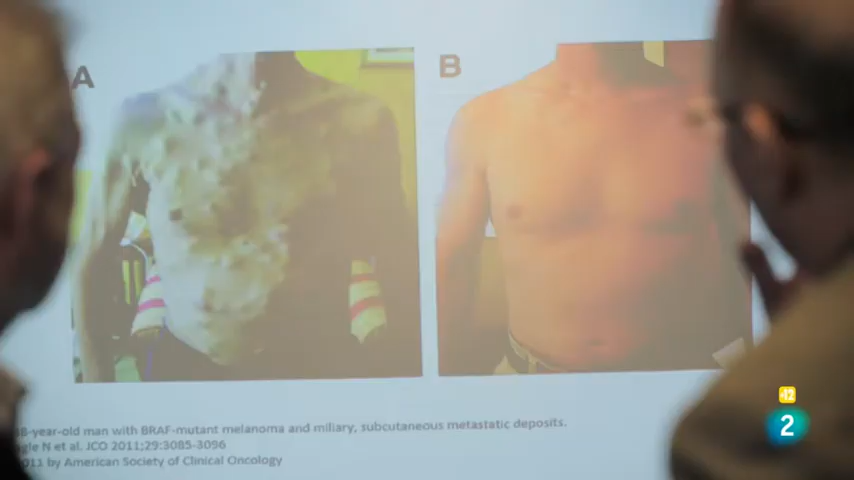 A
B
8-year-old man with BRAF-mutant melanoma and miliary, subcutaneous metastatic deposits.
gle N et al. JCO 2011;29:3085-3096
011 by American Society of Clinical Oncology
+12
2